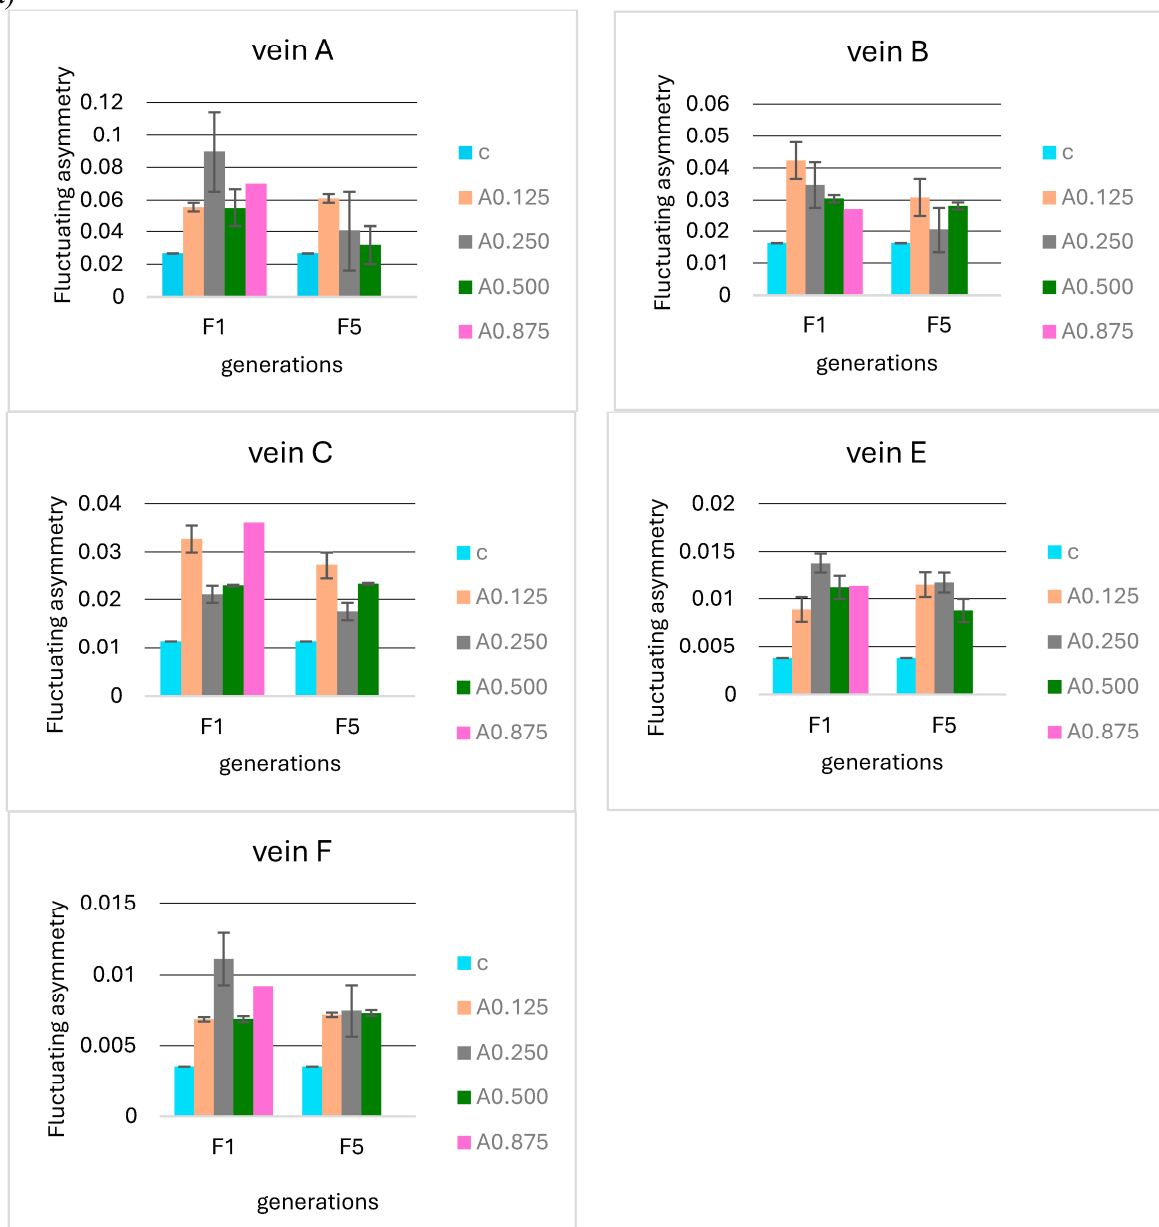 vein A
Fluctuating asymmetry
0.12
0.1
0.08
0.06
0.04
0.02
0
F1 F5
generations
c
A0.125
A0.250
A0.500
A0.875
vein B
Fluctuating asymmetry
0.06
0.05
0.04
0.03
0.02
0.01
0
F1 F5
generations
c
A0.125
A0.250
A0.500
A0.875
vein C
Fluctuating asymmetry
0.04
0.03
0.02
0.01
0
F1 F5
generations
c
A0.125
A0.250
A0.500
A0.875
vein E
Fluctuating asymmetry
0.02
0.015
0.01
0.005
0
F1 F5
generations
c
A0.125
A0.250
A0.500
A0.875
vein F
Fluctuating asymmetry
0.015
0.01
0.005
0
F1 F5
generations
c
A0.125
A0.250
A0.500
A0.875